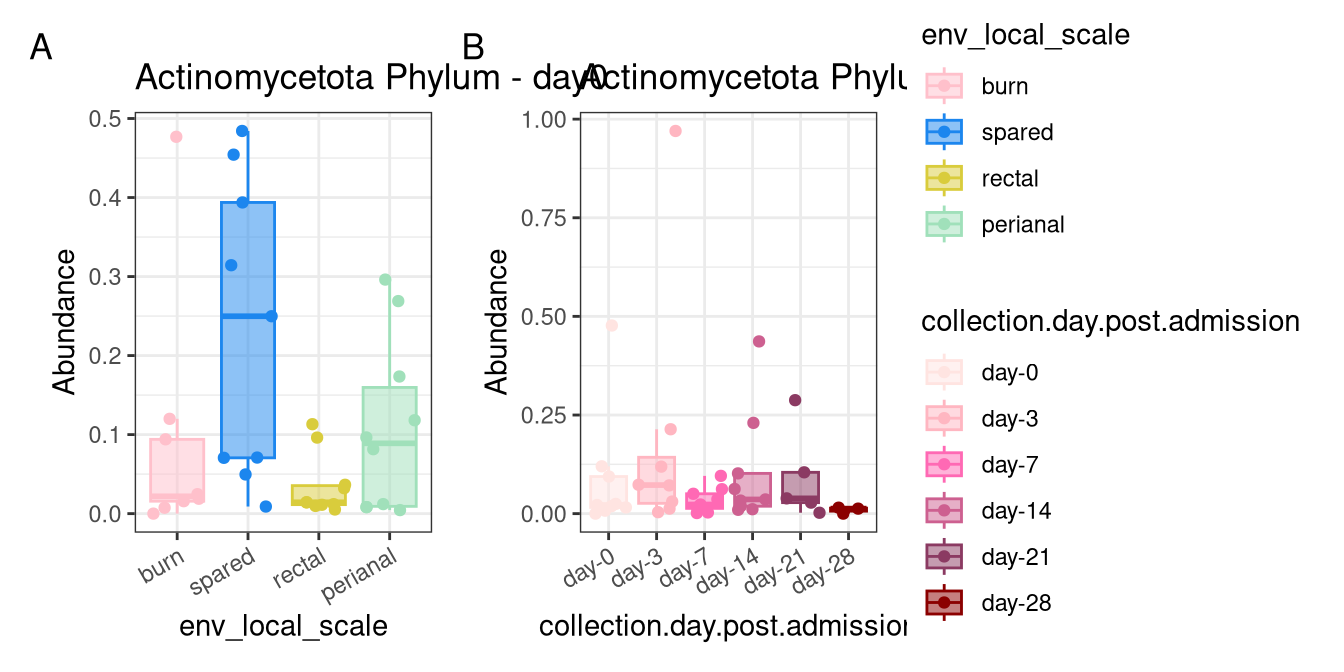 A
B
Actinomycetota Phylum - day0
Actinomycetota Phylu
Abundance
0.5
0.4
0.3
0.2
0.1
0.0
burn
spared
rectal
perianal
env_local_scale
Abundance
1.00
0.75
0.50
0.25
0.00
day-0
day-3
day-7
day-14
day-21
day-28
collection.day.post.admission
env_local_scale
burn
spared
rectal
perianal
collection.day.post.admission
day-0
day-3
day-7
day-14
day-21
day-28